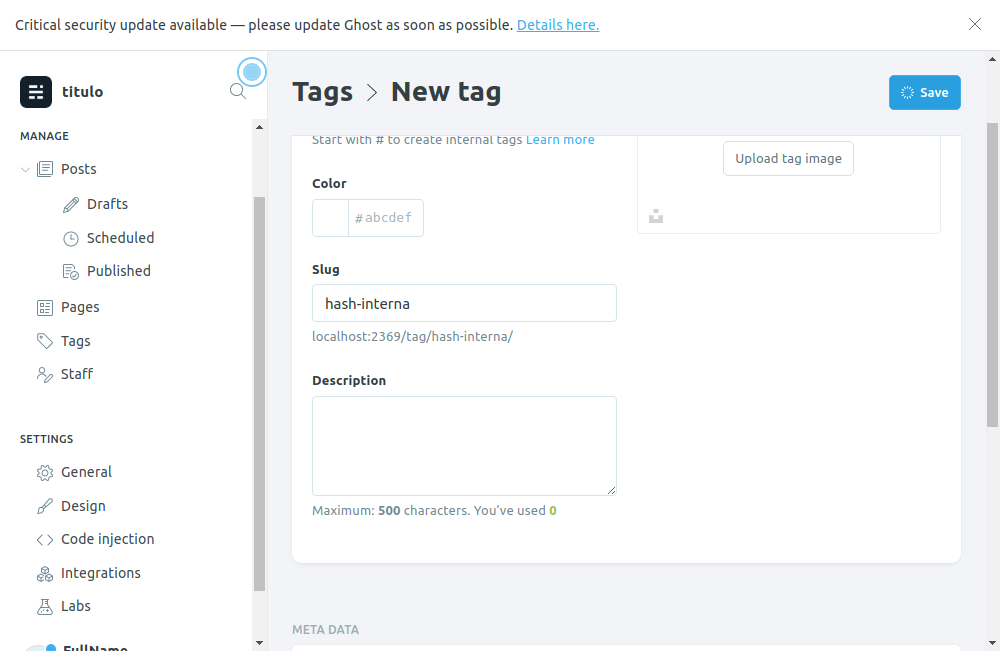 Critical security update available — please update Ghost as soon as possible. Details here.
titulo
MANAGE
Posts
Drafts
Scheduled
Published
Pages
Tags
Staff
SETTINGS
General
Design
Code injection
Integrations
Labs
FullName
Tags > New tag
Save
Start with # to create internal tags Learn more
Upload tag image
Color
#abcdef
Slug
hash-interna
localhost:2369/tag/hash-interna/
Description
Maximum: 500 characters. You’ve used 0
META DATA